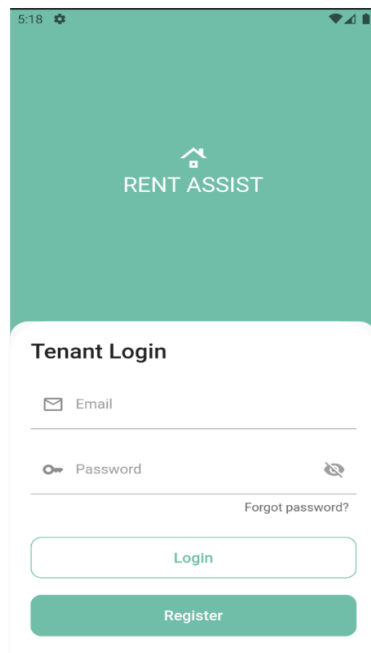 5:18
RENT ASSIST
Tenant Login
Email
Password
Forgot password?
Login
Register